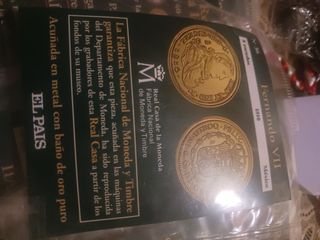 Fernando VII
México
M
Real Casa de la Moneda
Fábrica Nacional
de Moneda y Timbre
La Fábrica Nacional de Moneda y Timbre
garantiza que esta pieza, acuñada en las máquinas
del Departamento de Moneda, ha sido reproducida
por los grabadores de esta Real Casa a partir de los
fondos de su museo.
Acuñada en metal con baño de oro puro
EL PAIS